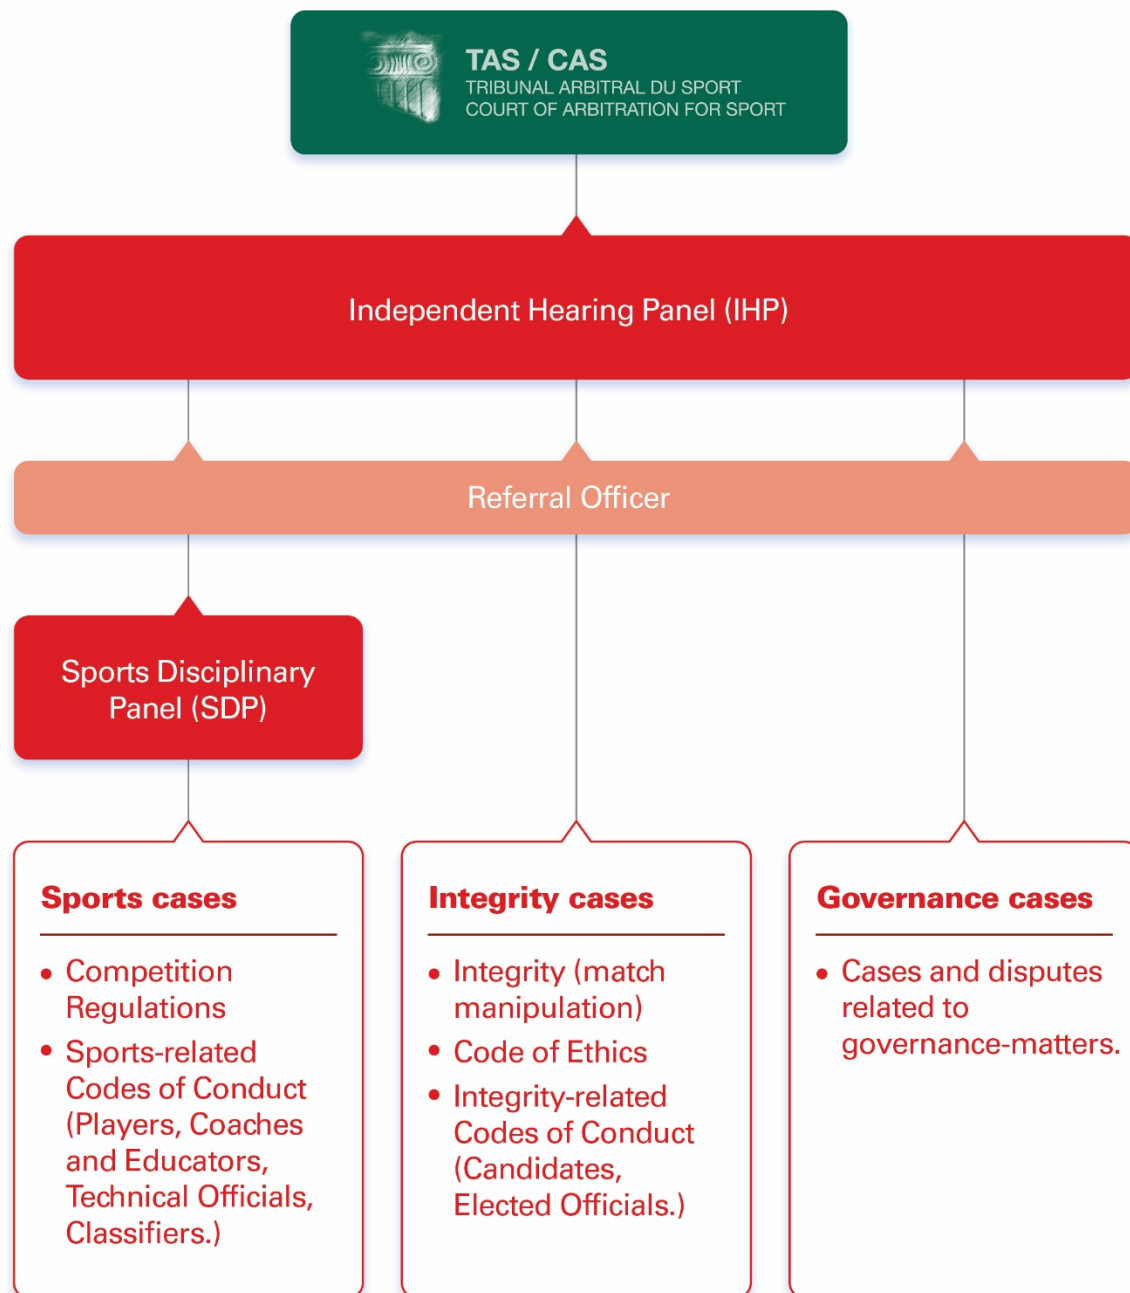 TAS / CAS
TRIBUNAL ARBITRAL DU SPORT
COURT OF ARBITRATION FOR SPORT
Independent Hearing Panel (IHP)
Referral Officer
Sports Disciplinary
Panel (SDP)
Sports cases
• Competition
Regulations
• Sports-related
Codes of Conduct
(Players, Coaches
and Educators,
Technical Officials,
Classifiers.)
Integrity cases
• Integrity (match
manipulation)
• Code of Ethics
• Integrity-related
Codes of Conduct
(Candidates,
Elected Officials.)
Governance cases
• Cases and disputes
related to
governance-matters.